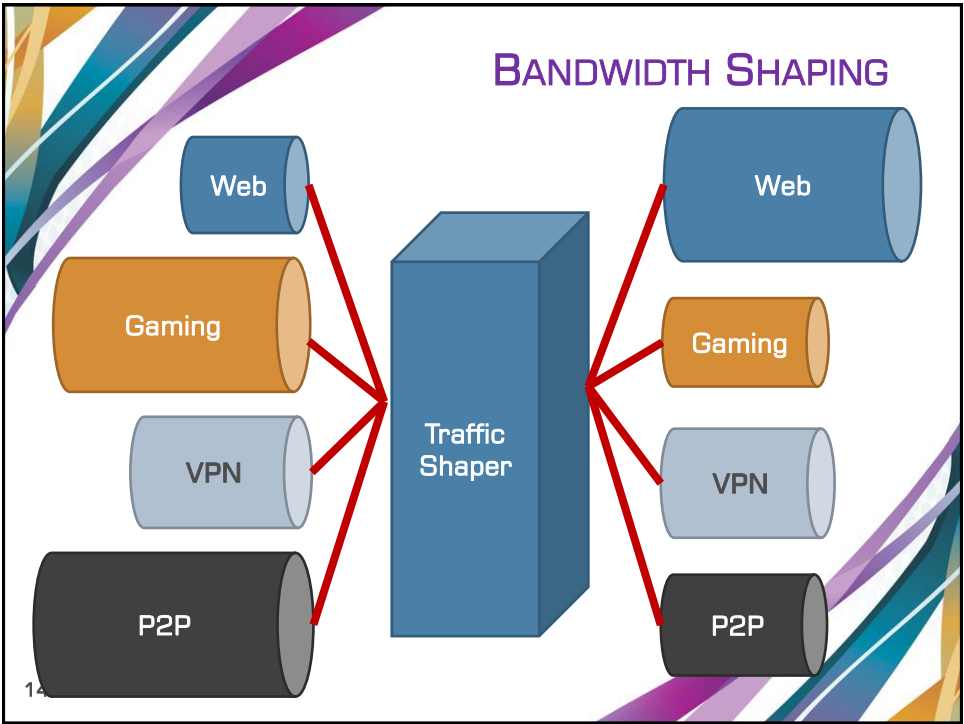 BANDWIDTH SHAPING
Web
Gaming
VPN
P2P
Traffic
Shaper
Web
Gaming
VPN
P2P